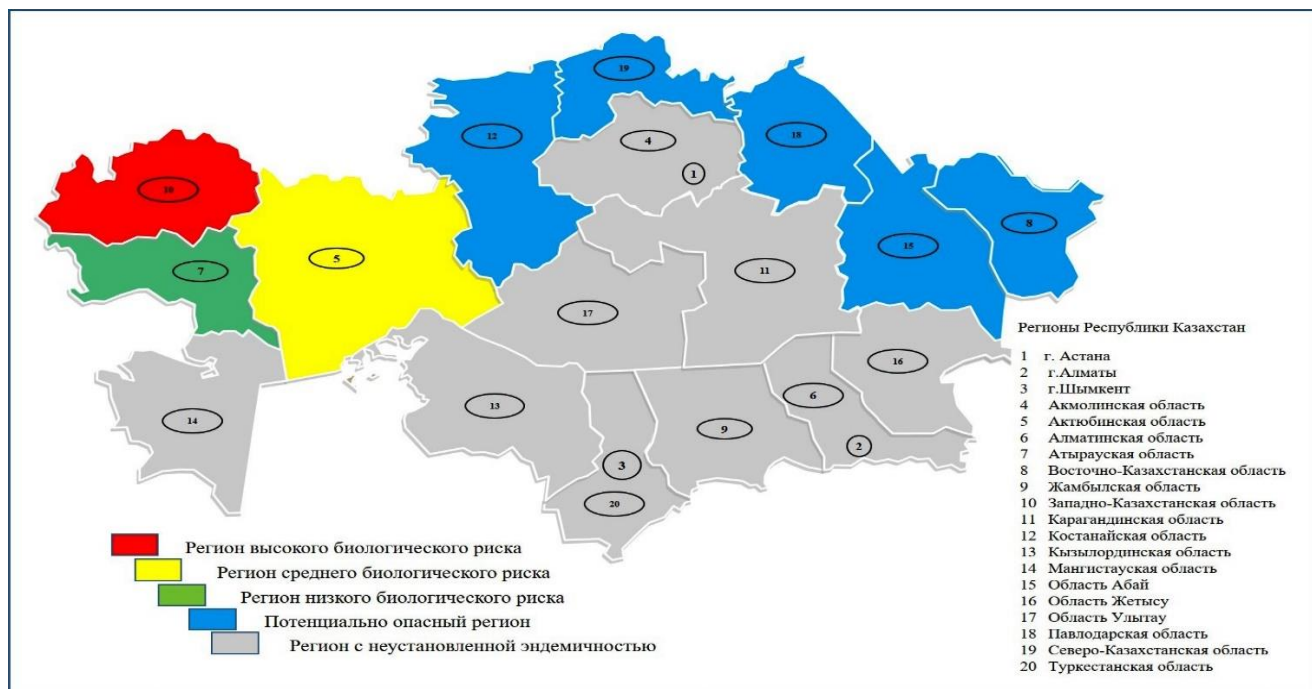 19
12
4
18
1
10
8
15
7
5
11
17
16
6
13
14
9
2
3
20
Регионы Республики Казахстан
1 г. Астана
2 г.Алматы
3 г.Шымкент
4 Акмолинская область
5 Актюбинская область
6 Алматинская область
7 Атырауская область
8 Восточно-Казахстанская область
9 Жамбылская область
10 Западно-Казахстанская область
11 Карагандинская область
12 Костанайская область
13 Кызылординская область
14 Мангистауская область
15 Область Абай
16 Область Жетысу
17 Область Улытау
18 Павлодарская область
19 Северо-Казахстанская область
20 Туркестанская область
Регион высокого биологического риска
Регион среднего биологического риска
Регион низкого биологического риска
Потенциально опасный регион
Регион с неустановленной эндемичностью